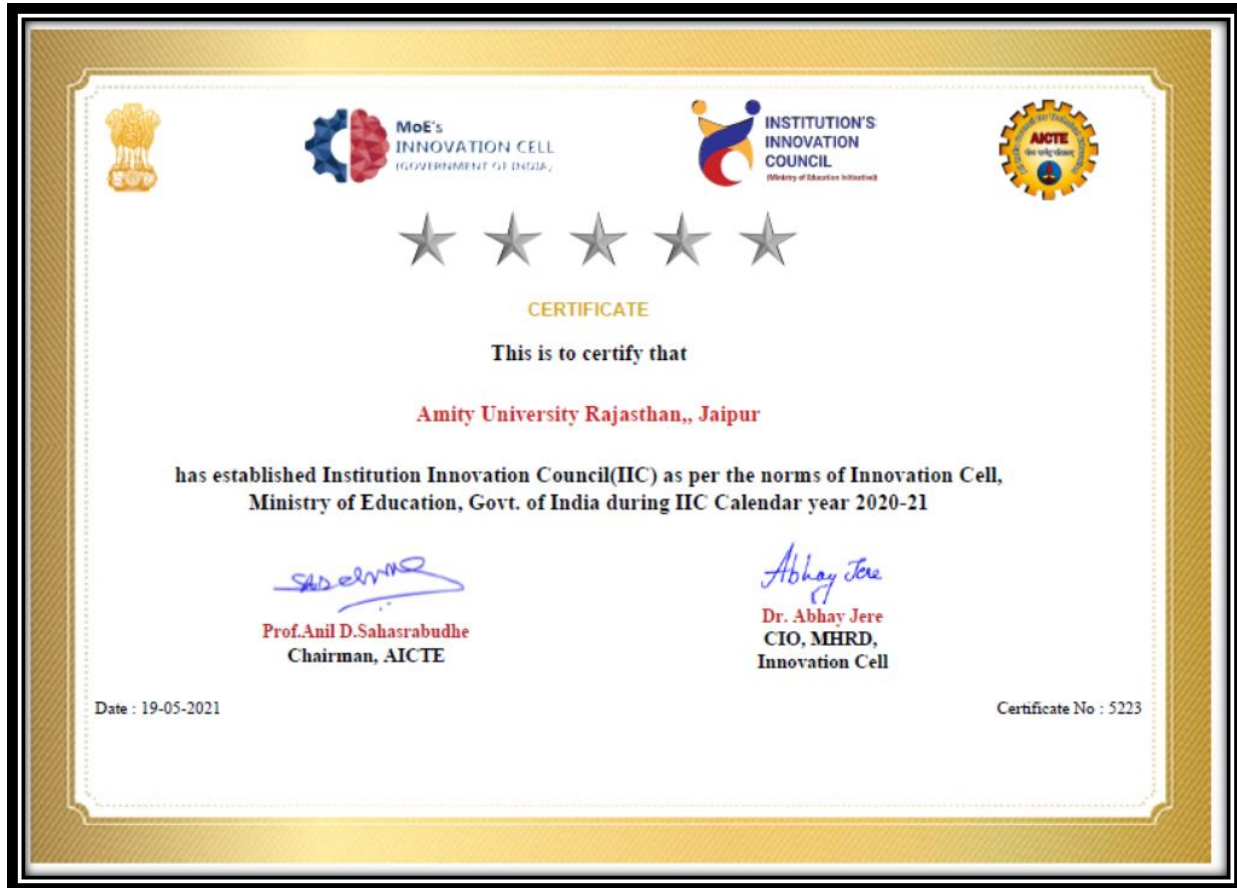 MoE's
INNOVATION CELL
(GOVERNMENT OF INDIA)
INSTITUTION'S
INNOVATION
COUNCIL
(Ministry of Education Initiative)
AICTE
CERTIFICATE
This is to certify that
Amity University Rajasthan,, Jaipur
has established Institution Innovation Council(IIC) as per the norms of Innovation Cell,
Ministry of Education, Govt. of India during IIC Calendar year 2020-21
Abhay Jere
Prof.Anil D.Sahasrabudhe
Chairman, AICTE
Dr. Abhay Jere
CIO, MHRD,
Innovation Cell
Date : 19-05-2021
Certificate No : 5223